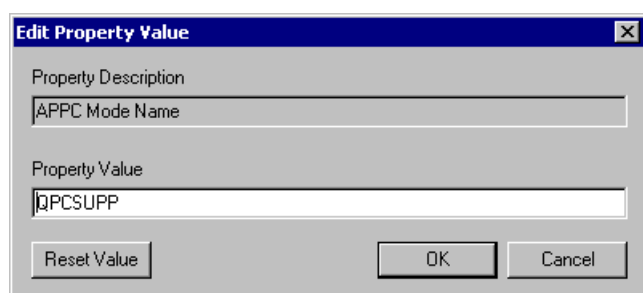 Edit Property Value
Property Description
APPC Mode Name
Property Value
QPCSUPP
Reset Value OK Cancel